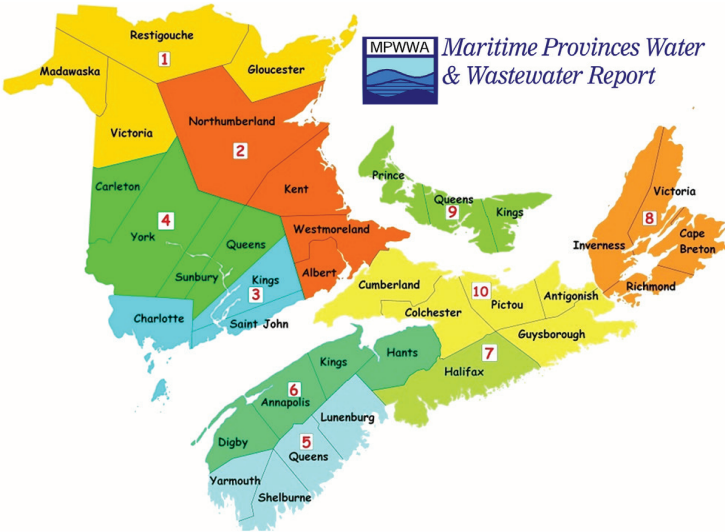 MPWWA
Maritime Provinces Water
& Wastewater Report
Restigouche
1
Madawaska
Gloucester
Victoria
Northumberland
2
Kent
Westmoreland
Albert
Carleton
4
York
Queens
Sunbury
Kings
3
Charlotte
Saint John
Prince
Queens
9
Kings
Victoria
8
Cape
Breton
Inverness
Richmond
Cumberland
10
Pictou
Antigonish
Colchester
Guysborough
7
Halifax
Hants
Kings
6
Annapolis
Digby
Lunenburg
5
Queens
Yarmouth
Shelburne